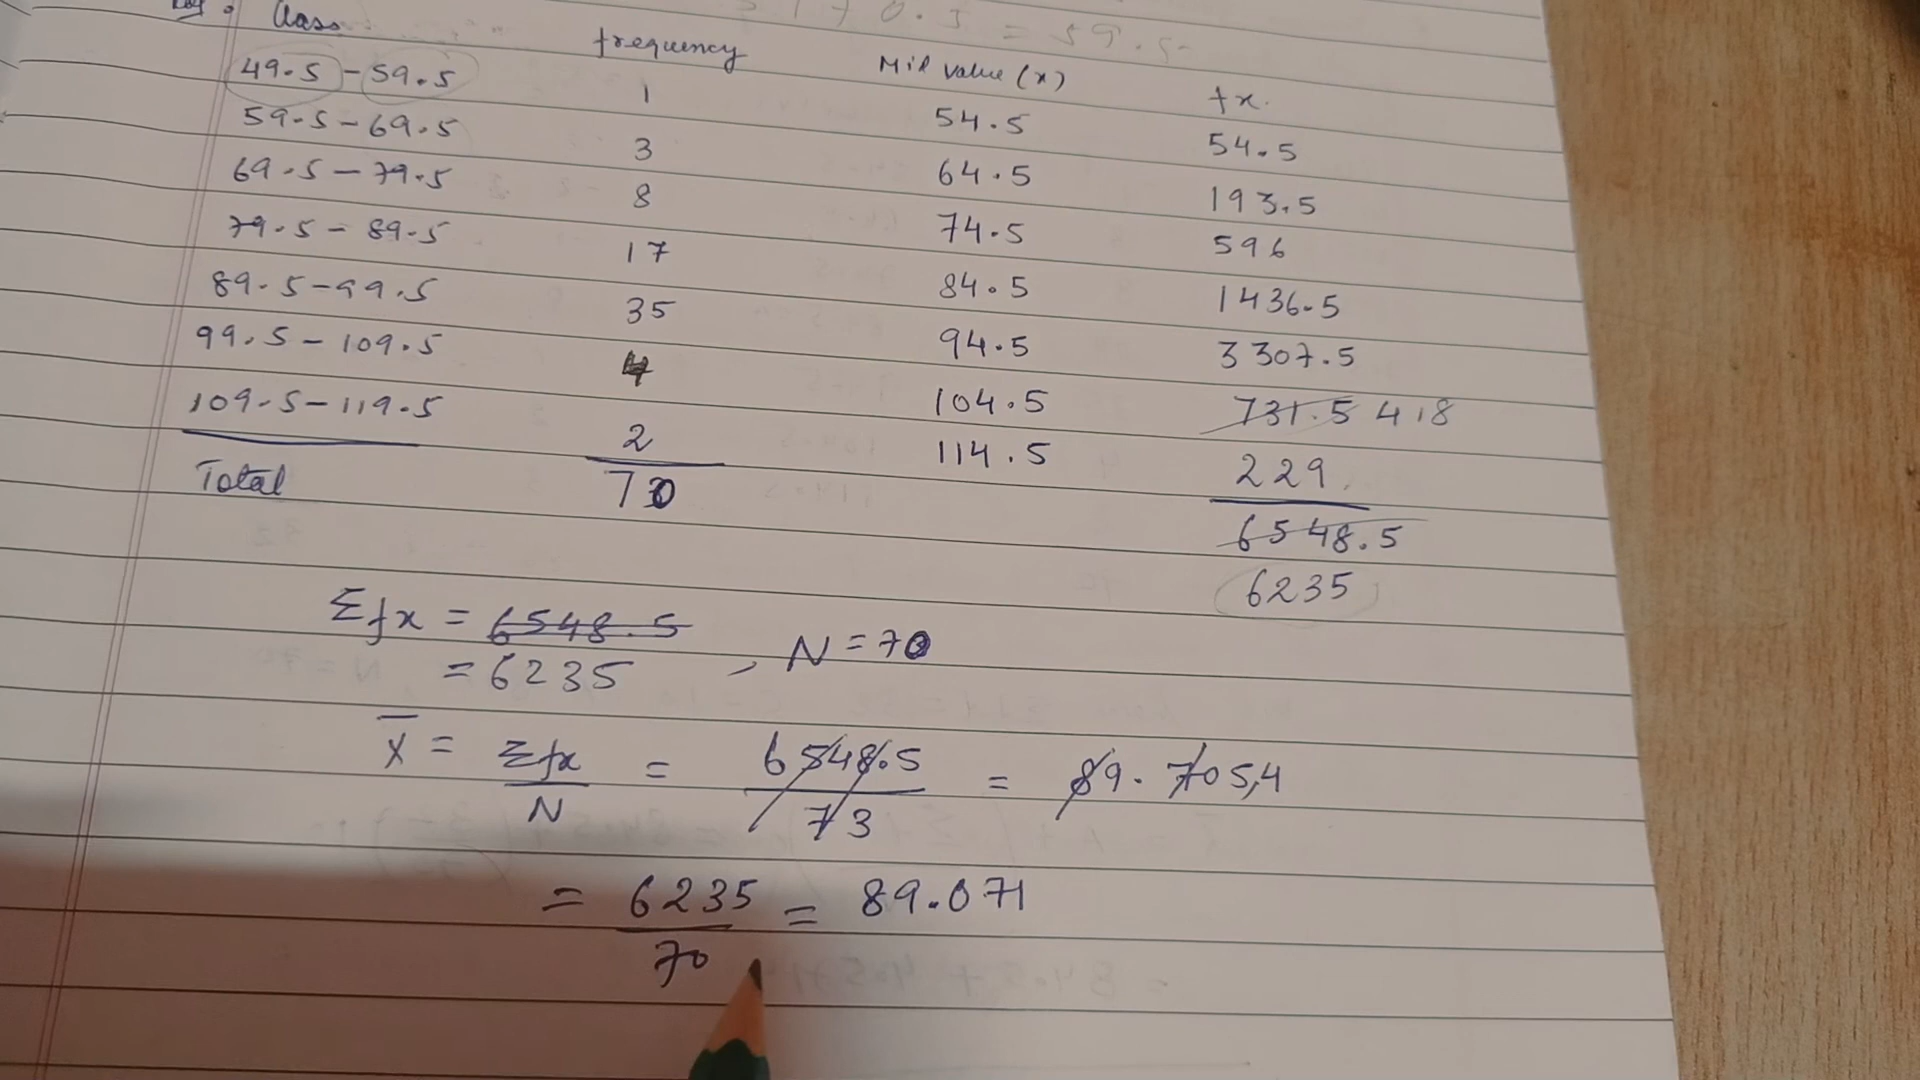 Class frequency Mid value (x) fx.
49.5-59.5 1 54.5 54.5
59.5-69.5 3 64.5 193.5
69.5-79.5 8 74.5 596
79.5-89.5 17 84.5 1436.5
89.5-99.5 35 94.5 3307.5
99.5-109.5 4 104.5 731.5 418
109.5-119.5 2 114.5 229
Total 70 6548.5
6235
Σfx = 6548.5 , N=70
= 6235
X̄ = Σfx / N = 6548.5 / 73 = 89.705,4
= 6235 / 70 = 89.071